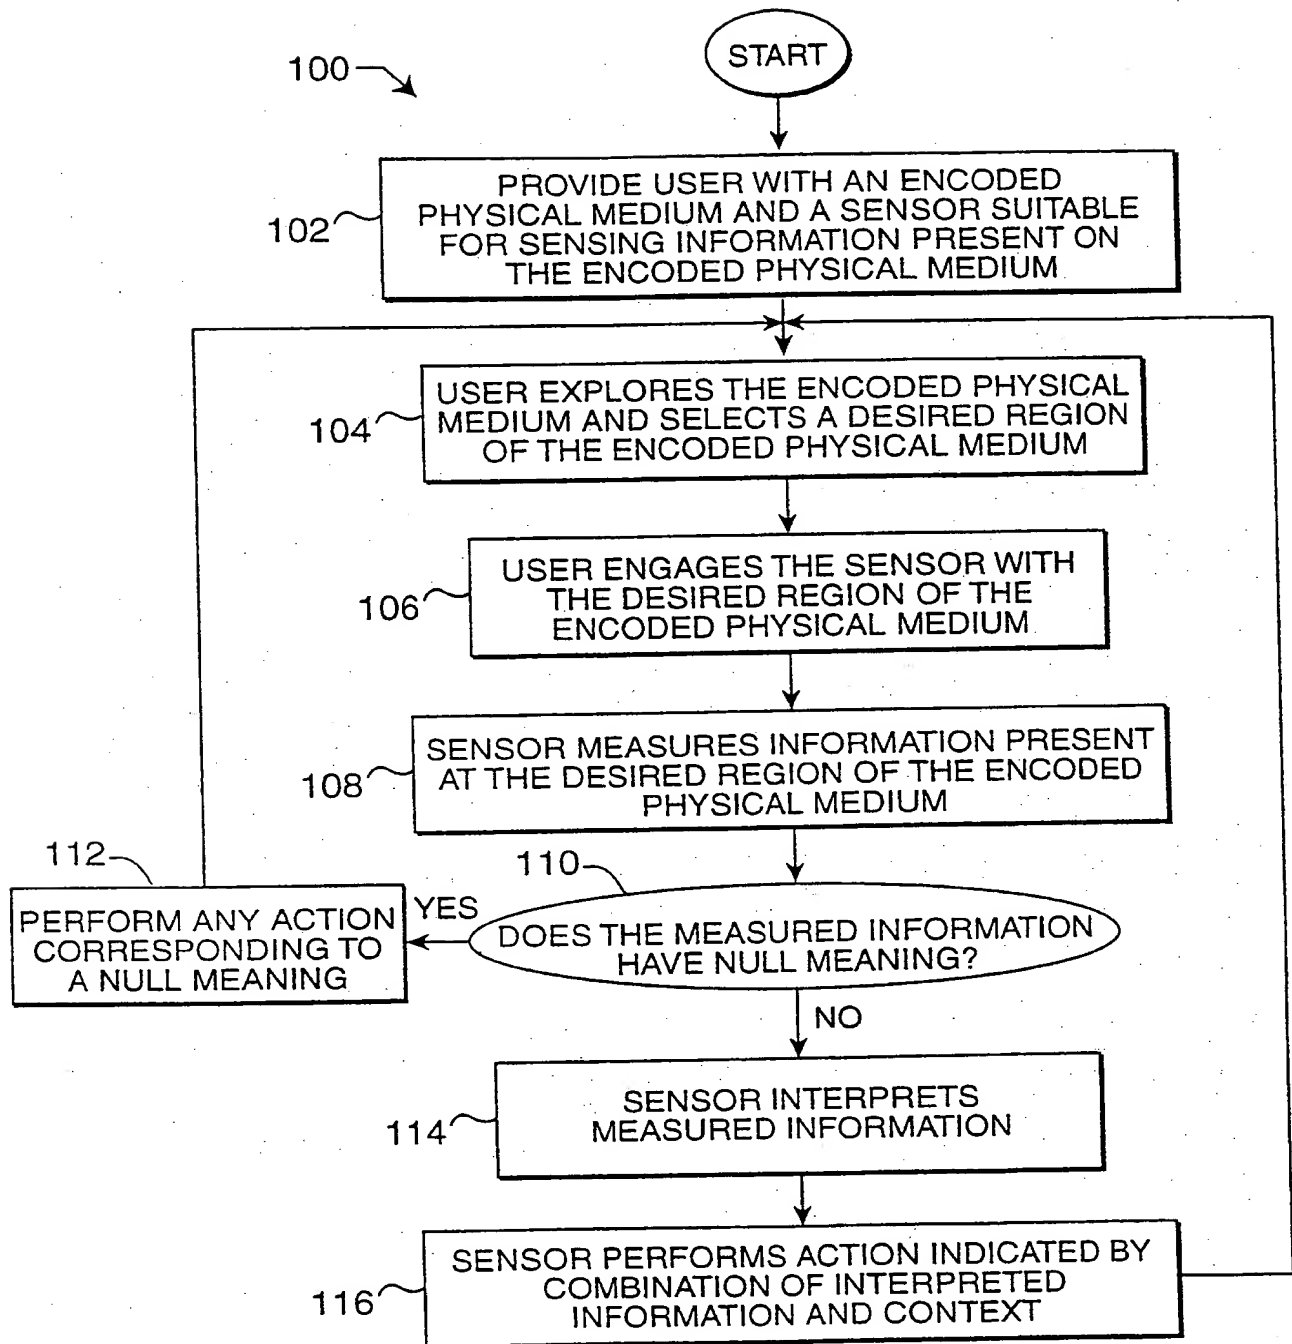 START
100
PROVIDE USER WITH AN ENCODED
PHYSICAL MEDIUM AND A SENSOR SUITABLE
FOR SENSING INFORMATION PRESENT ON
THE ENCODED PHYSICAL MEDIUM
102
USER EXPLORES THE ENCODED PHYSICAL
MEDIUM AND SELECTS A DESIRED REGION
OF THE ENCODED PHYSICAL MEDIUM
104
USER ENGAGES THE SENSOR WITH
THE DESIRED REGION OF THE
ENCODED PHYSICAL MEDIUM
106
SENSOR MEASURES INFORMATION PRESENT
AT THE DESIRED REGION OF THE ENCODED
PHYSICAL MEDIUM
108
112
110
PERFORM ANY ACTION
CORRESPONDING TO
A NULL MEANING
YES
DOES THE MEASURED INFORMATION
HAVE NULL MEANING?
NO
SENSOR INTERPRETS
MEASURED INFORMATION
114
SENSOR PERFORMS ACTION INDICATED BY
COMBINATION OF INTERPRETED
INFORMATION AND CONTEXT
116